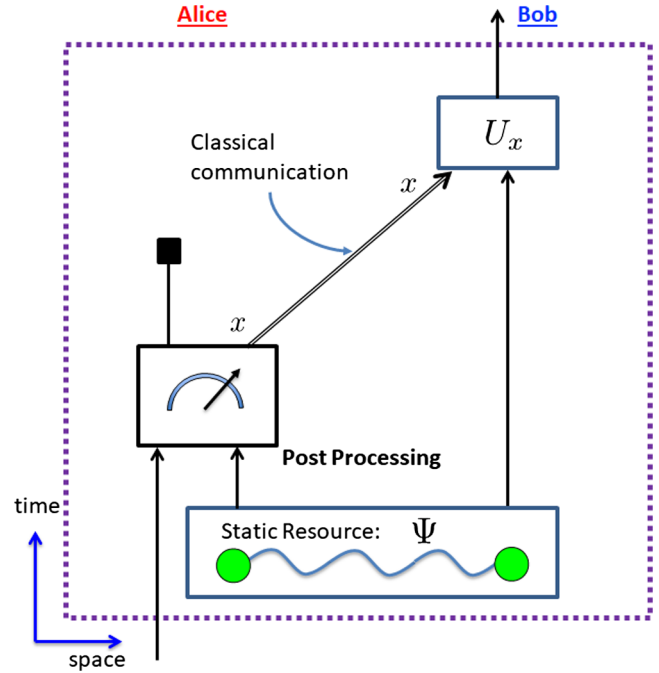 Alice
Bob
Uₓ
Classical
communication
x
x
Post Processing
time
Static Resource: Ψ
space